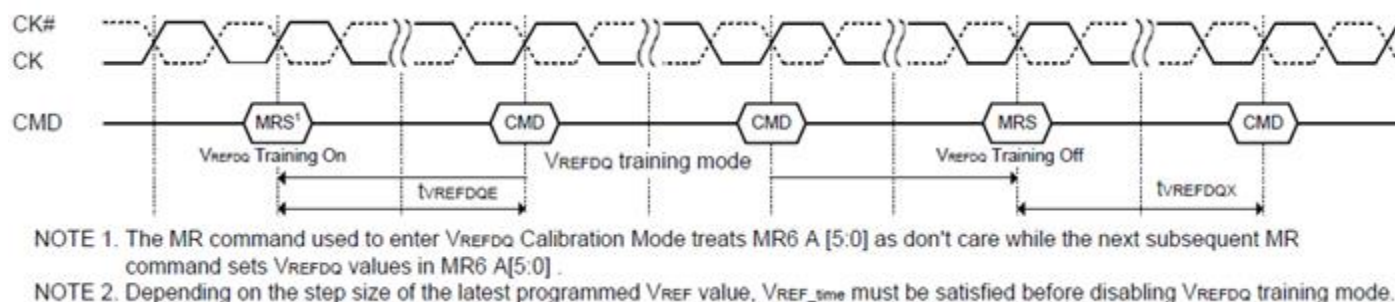 CK#
CK
CMD MRS¹ CMD CMD MRS CMD
VREFDQ Training On VREFDQ training mode VREFDQ Training Off
tVREFDQE tVREFDQX
NOTE 1. The MR command used to enter VREFDQ Calibration Mode treats MR6 A [5:0] as don't care while the next subsequent MR
command sets VREFDQ values in MR6 A[5:0] .
NOTE 2. Depending on the step size of the latest programmed VREF value, VREF_time must be satisfied before disabling VREFDQ training mode.